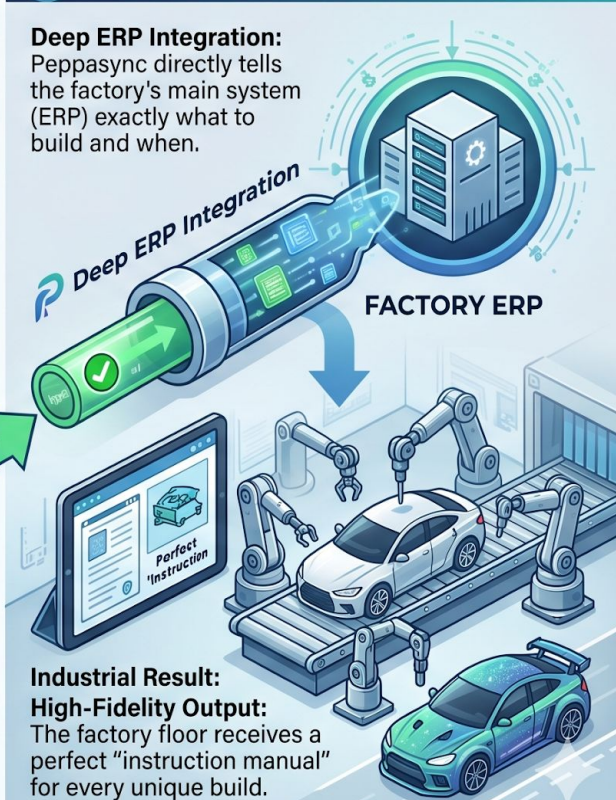 Deep ERP Integration:
Peppasync directly tells
the factory's main system
(ERP) exactly what to
build and when.
Deep ERP Integration
FACTORY ERP
Perfect
'Instruction
Industrial Result:
High-Fidelity Output:
The factory floor receives a
perfect “instruction manual”
for every unique build.